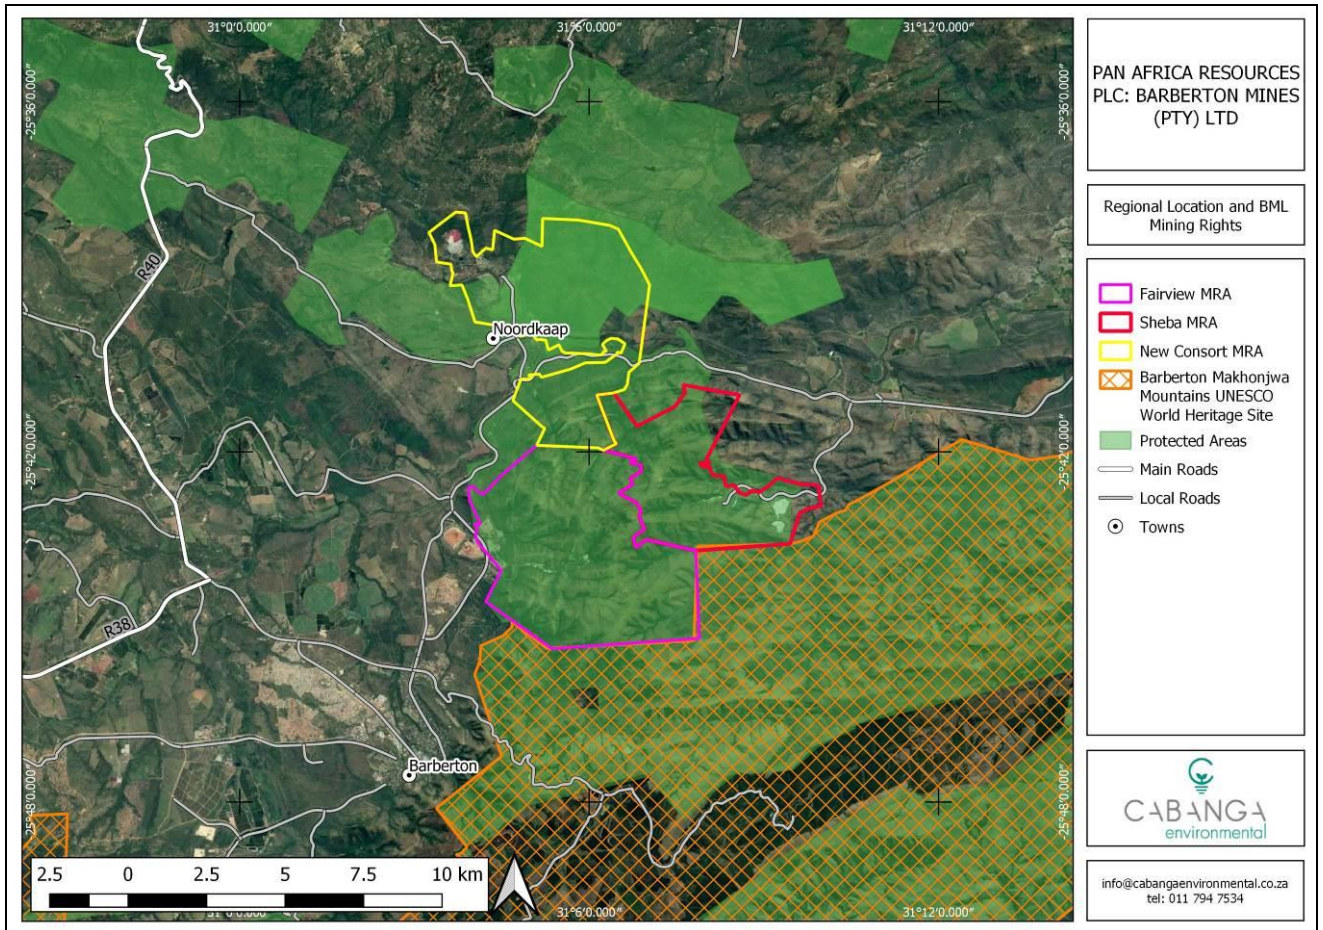 31°0'0.000"
31°6'0.000"
31°12'0.000"
-25°36'0.000"
-25°36'0.000"
R40
Noordkaap
-25°42'0.000"
-25°42'0.000"
R38
Barberton
-25°48'0.000"
-25°48'0.000"
2.5 0 2.5 5 7.5 10 km
31°0'0.000"
31°6'0.000"
31°12'0.000"
PAN AFRICA RESOURCES
PLC: BARBERTON MINES
(PTY) LTD
Regional Location and BML
Mining Rights
Fairview MRA
Sheba MRA
New Consort MRA
Barberton Makhonjwa
Mountains UNESCO
World Heritage Site
Protected Areas
Main Roads
Local Roads
Towns
CABANGA
environmental
info@cabangaenvironmental.co.za
tel: 011 794 7534